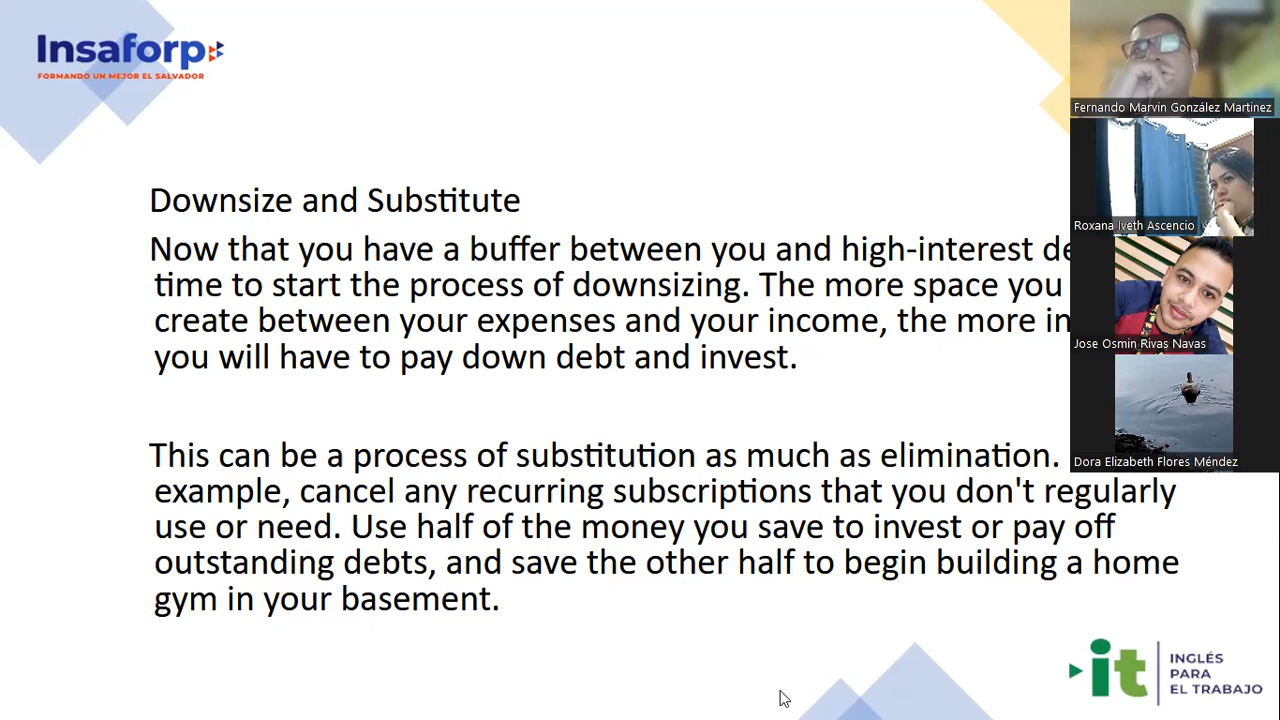 Insaforp
FORMANDO UN MEJOR EL SALVADOR
Downsize and Substitute
Now that you have a buffer between you and high-interest
time to start the process of downsizing. The more space you
create between your expenses and your income, the more
you will have to pay down debt and invest.
This can be a process of substitution as much as elimination.
example, cancel any recurring subscriptions that you don't regularly
use or need. Use half of the money you save to invest or pay off
outstanding debts, and save the other half to begin building a home
gym in your basement.
Fernando Marvin González Martinez
Roxana Iveth Ascencio
Jose Osmin Rivas Navas
Dora Elizabeth Flores Méndez
it
INGLÉS
PARA
EL TRABAJO